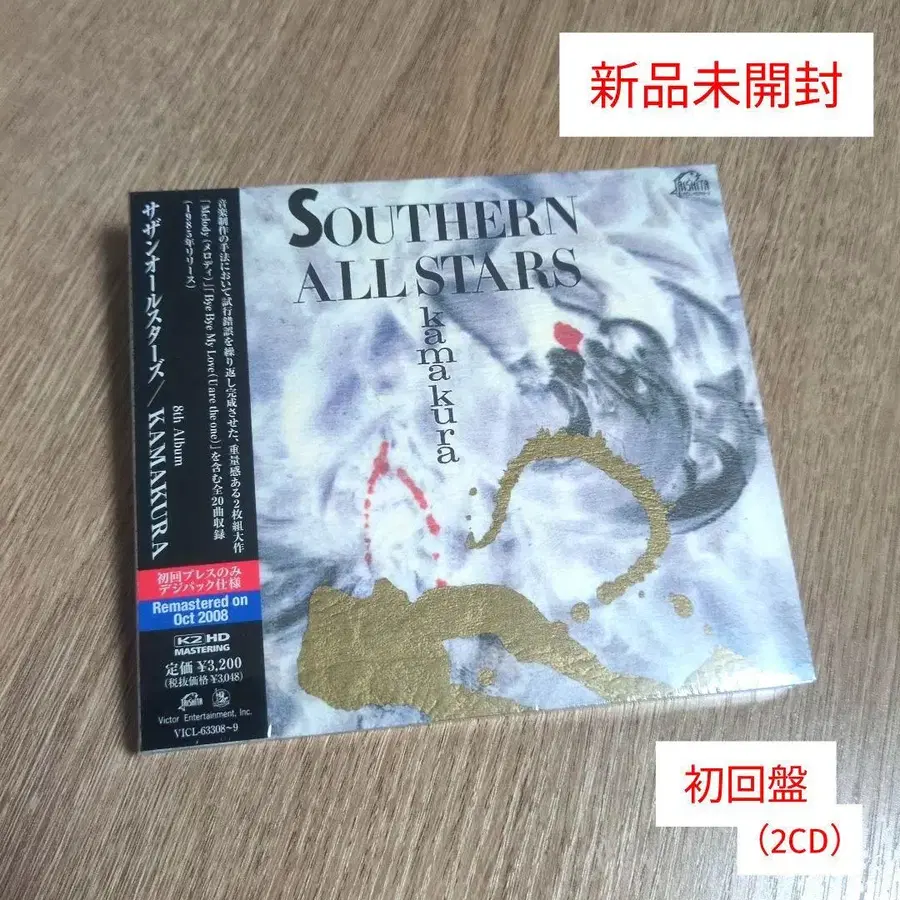 新品未開封
SOUTHERN
ALL STARS
kamakura
TAISHITA
サザンオールスターズ/KAMAKURA
8th Album
音楽制作の手法において試行錯誤を繰り返し完成させた、重量感ある2枚組大作
「Melody (メロディ)」「Bye Bye My Love (U are the one)」を含む全20曲収録
(1985年リリース)
初回プレスのみ
デジパック仕様
Remastered on
Oct 2008
K2 HD
MASTERING
定価 ¥3,200
(税抜価格 ¥3,048)
TAISHITA
Victor Entertainment, Inc.
VICL-63308~9
初回盤
(2CD)